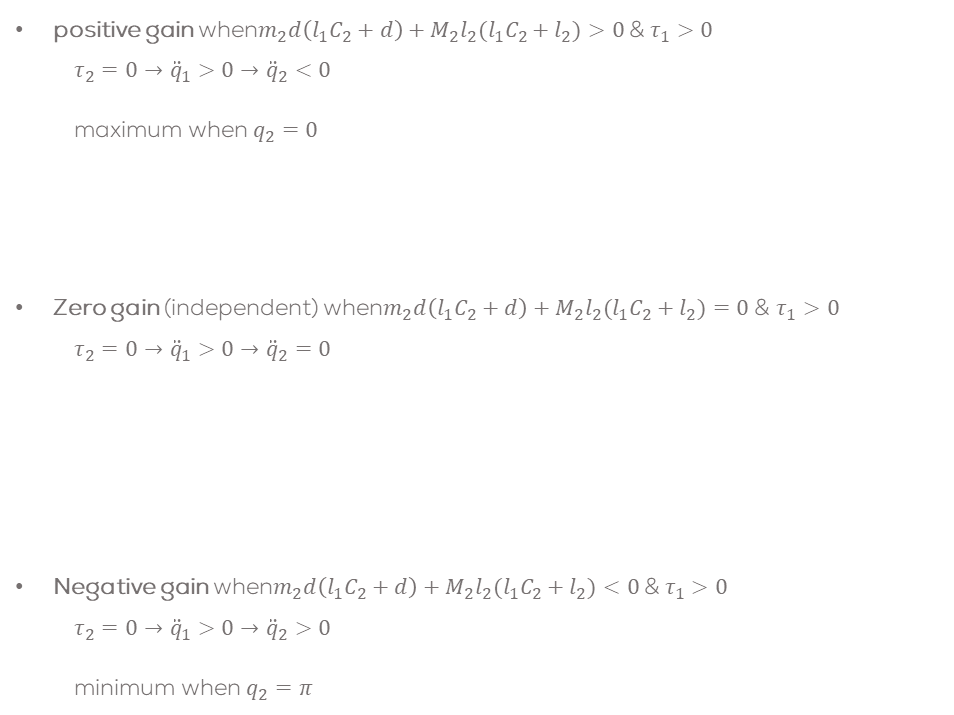 • positive gain when m₂d(l₁C₂ + d) + M₂l₂(l₁C₂ + l₂) > 0 & τ₁ > 0
τ₂ = 0 → q̈₁ > 0 → q̈₂ < 0
maximum when q₂ = 0
• Zero gain (independent) when m₂d(l₁C₂ + d) + M₂l₂(l₁C₂ + l₂) = 0 & τ₁ > 0
τ₂ = 0 → q̈₁ > 0 → q̈₂ = 0
• Negative gain when m₂d(l₁C₂ + d) + M₂l₂(l₁C₂ + l₂) < 0 & τ₁ > 0
τ₂ = 0 → q̈₁ > 0 → q̈₂ > 0
minimum when q₂ = π